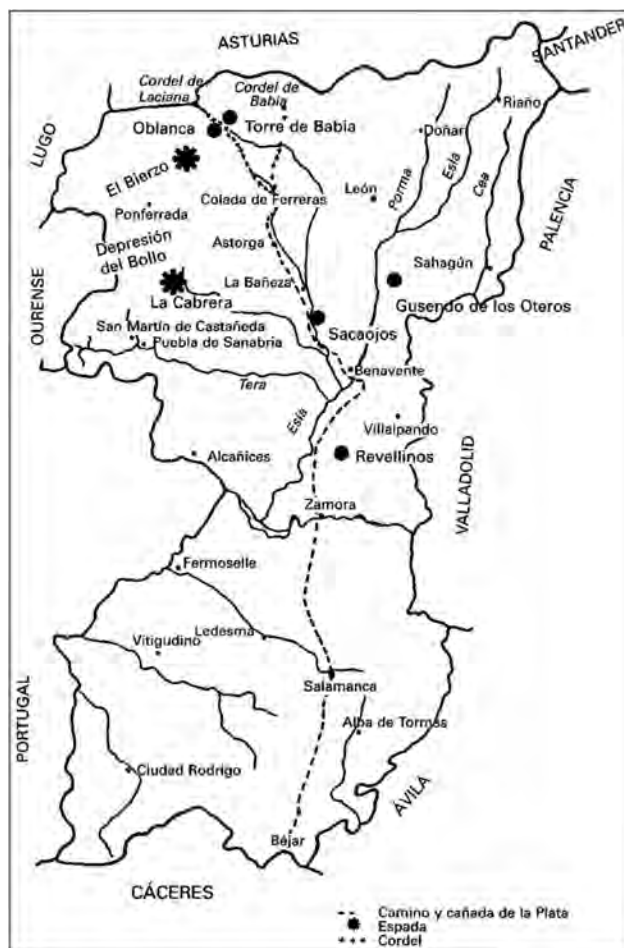 ASTURIAS
SANTANDER
Cordel de
Laciana
Cordel de
Babia
Riaño
Oblanca
Torre de Babia
Doñar
LUGO
El Bierzo
León
Porma
Esla
Cea
Colada de Ferreras
Ponferrada
PALENCIA
Astorga
Depresión
del Bollo
Sahagún
La Bañeza
La Cabrera
Gusendo de los Oteros
OURENSE
San Martín de Castañeda
Puebla de Sanabria
Sacaojos
Benavente
Tera
Esla
Villalpando
VALLADOLID
Alcañices
Revellinos
Zamora
Fermoselle
Ledesma
Vitigudino
PORTUGAL
Salamanca
Alba de Tormes
Ciudad Rodrigo
ÁVILA
Béjar
CÁCERES
Camino y cañada de la Plata
Espada
Cordel